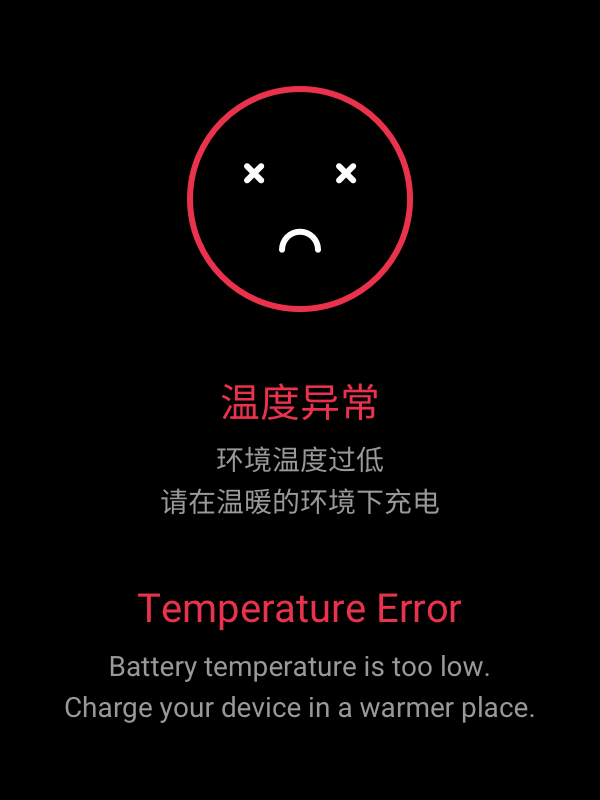 温度异常
环境温度过低
请在温暖的环境下充电
Temperature Error
Battery temperature is too low.
Charge your device in a warmer place.